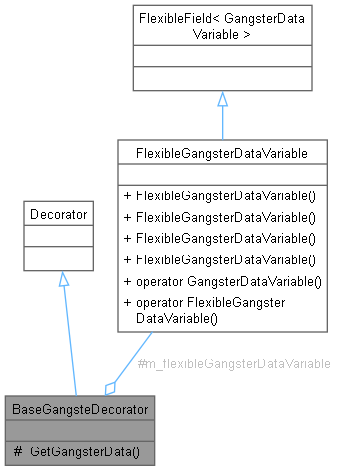 FlexibleField< GangsterData
Variable >
FlexibleGangsterDataVariable
+ FlexibleGangsterDataVariable()
+ FlexibleGangsterDataVariable()
+ FlexibleGangsterDataVariable()
+ FlexibleGangsterDataVariable()
+ operator GangsterDataVariable()
+ operator FlexibleGangster
DataVariable()
Decorator
#m_flexibleGangsterDataVariable
BaseGangsteDecorator
# GetGangsterData()